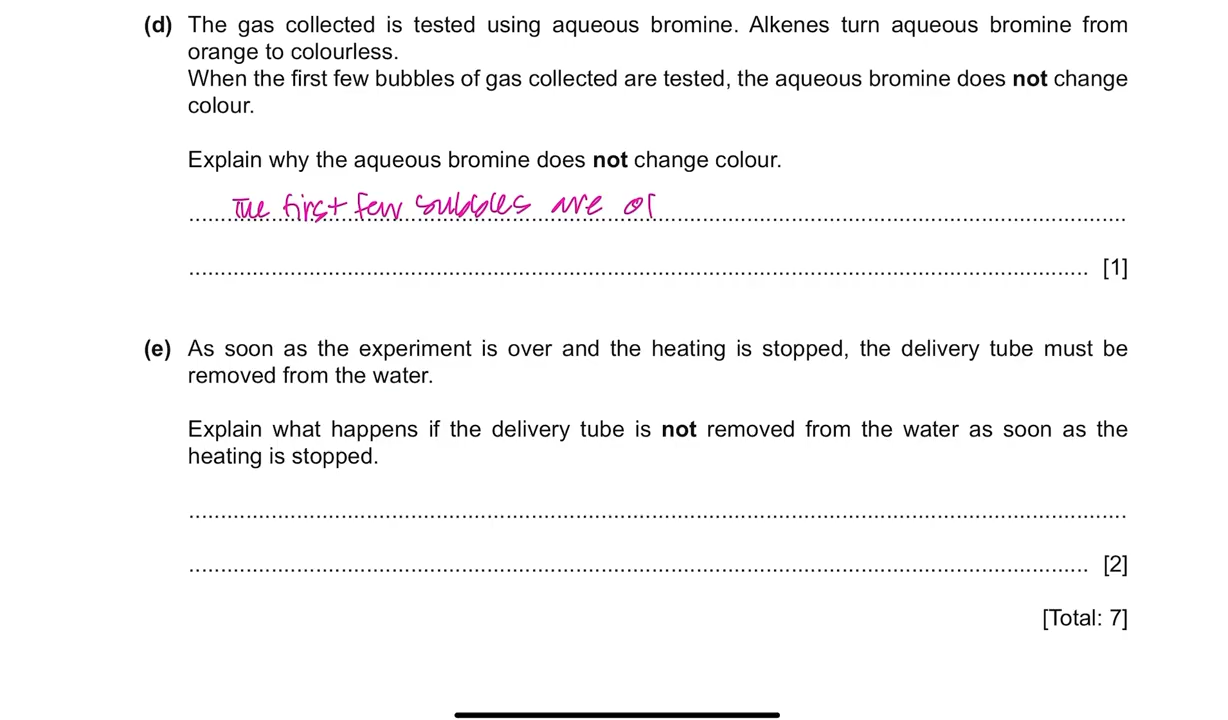 (d) The gas collected is tested using aqueous bromine. Alkenes turn aqueous bromine from
orange to colourless.
When the first few bubbles of gas collected are tested, the aqueous bromine does not change
colour.
Explain why the aqueous bromine does not change colour.
The first few bubbles are of
[1]
(e) As soon as the experiment is over and the heating is stopped, the delivery tube must be
removed from the water.
Explain what happens if the delivery tube is not removed from the water as soon as the
heating is stopped.
[2]
[Total: 7]